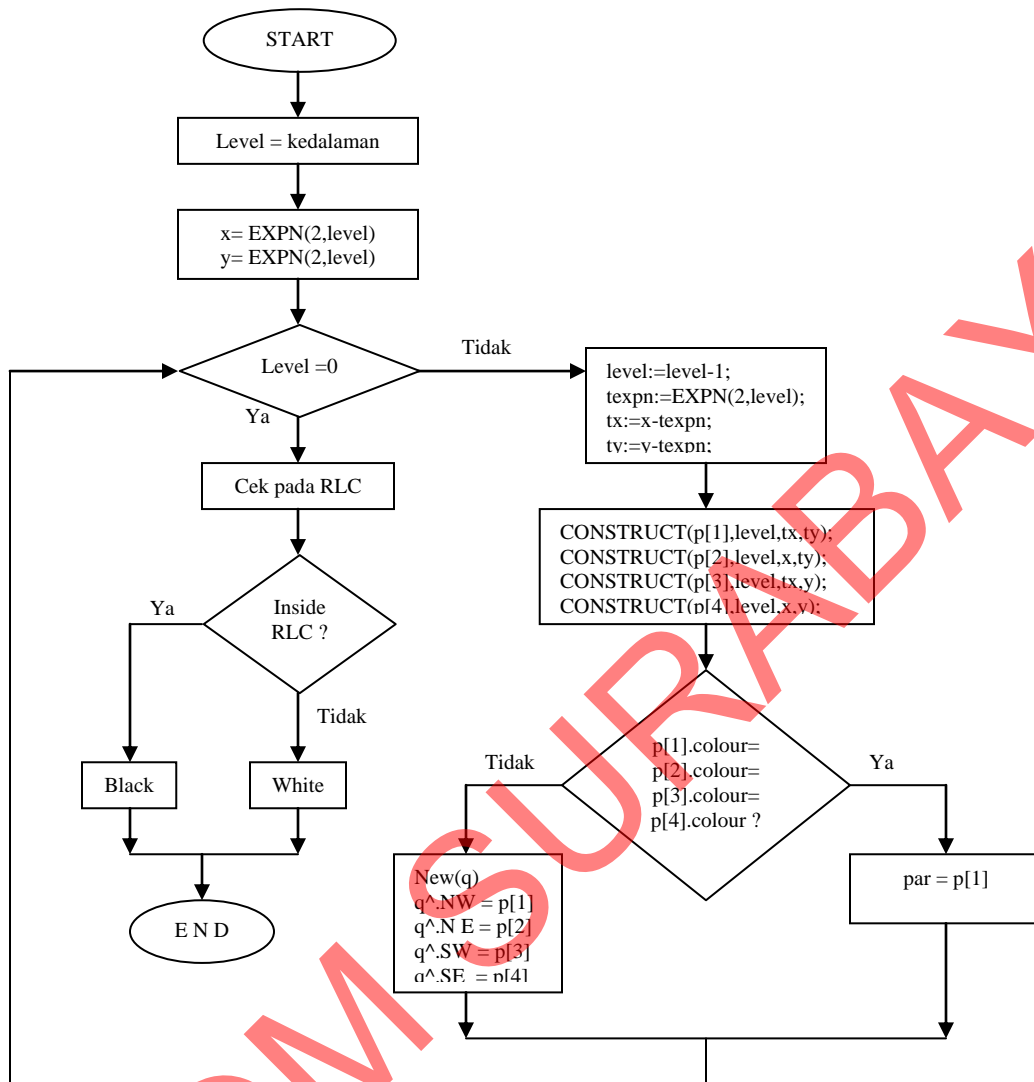 START
Level = kedalaman
x= EXPN(2,level)
y= EXPN(2,level)
Level =0
Tidak
Ya
level:=level-1;
texpn:=EXPN(2,level);
tx:=x-texpn;
ty:=y-texpn;
Cek pada RLC
CONSTRUCT(p[1],level,tx,ty);
CONSTRUCT(p[2],level,x,ty);
CONSTRUCT(p[3],level,tx,y);
CONSTRUCT(p[4],level,x,y);
Ya
Inside
RLC ?
Tidak
p[1].colour=
p[2].colour=
p[3].colour=
p[4].colour ?
Tidak
Ya
Black
White
New(q)
q^.NW = p[1]
q^.N E = p[2]
q^.SW = p[3]
q^.SE = p[4]
par = p[1]
E N D
OM SURABAY